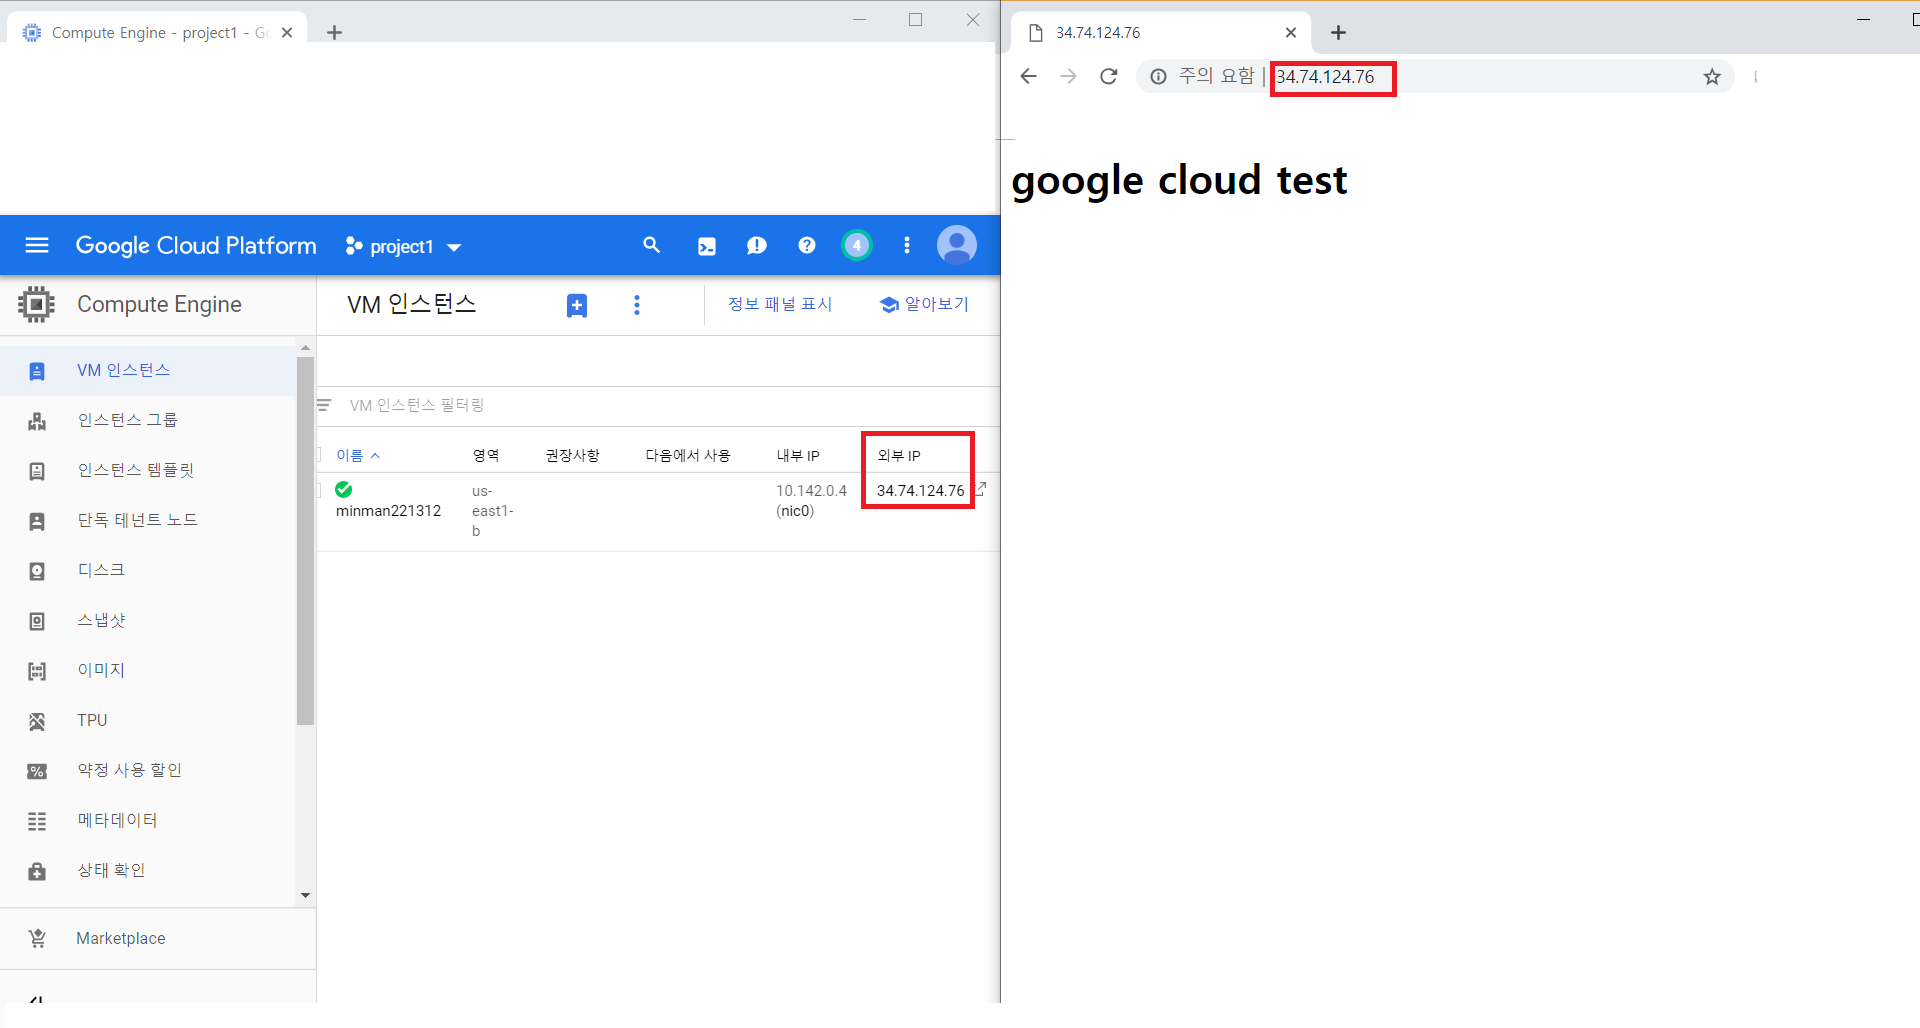 Compute Engine - project1 - Go
Google Cloud Platform
project1
4
Compute Engine
VM 인스턴스
정보 패널 표시
알아보기
VM 인스턴스
인스턴스 그룹
인스턴스 템플릿
단독 테넌트 노드
디스크
스냅샷
이미지
TPU
약정 사용 할인
메타데이터
상태 확인
Marketplace
VM 인스턴스 필터링
이름 영역 권장사항 다음에서 사용 내부 IP 외부 IP
minman221312
us-
east1-
b
10.142.0.4
(nic0)
34.74.124.76
34.74.124.76
주의 요함 | 34.74.124.76
google cloud test